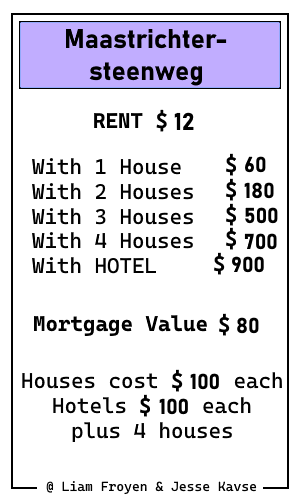 Maastrichter-
steenweg
RENT $ 12
With 1 House $ 60
With 2 Houses $ 180
With 3 Houses $ 500
With 4 Houses $ 700
With HOTEL $ 900
Mortgage Value $ 80
Houses cost $ 100 each
Hotels $ 100 each
plus 4 houses
@ Liam Froyen & Jesse Kavse